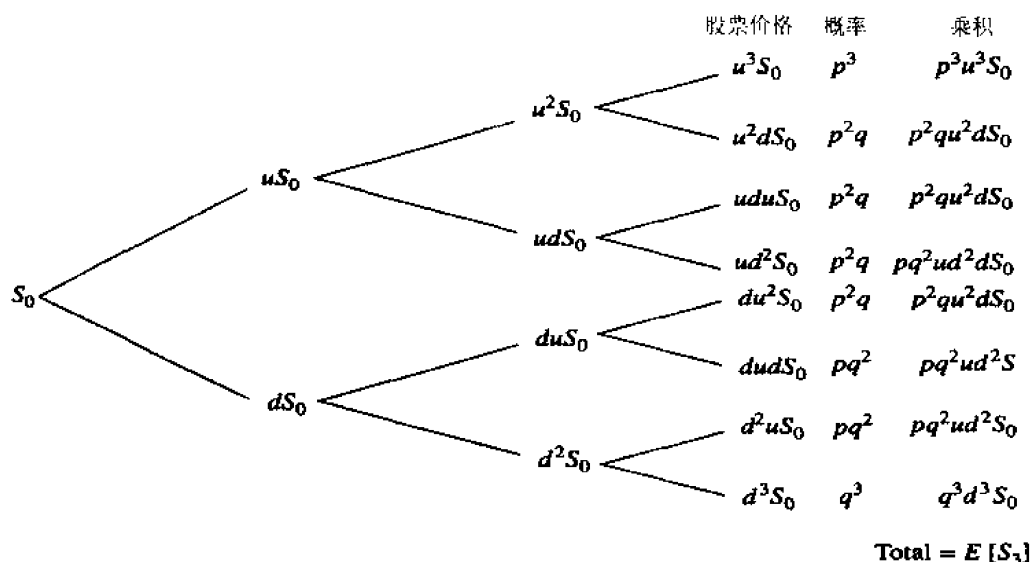 股票价格 概率 乘积
u³S₀ p³ p³u³S₀
u²S₀
u²dS₀ p²q p²qu²dS₀
uS₀
uduS₀ p²q p²qu²dS₀
udS₀
ud²S₀ p²q pq²ud²dS₀
S₀
du²S₀ p²q p²qu²dS₀
duS₀
dudS₀ pq² pq²ud²S
dS₀
d²uS₀ pq² pq²ud²S₀
d²S₀
d³S₀ q³ q³d³S₀
Total = E [S₃]